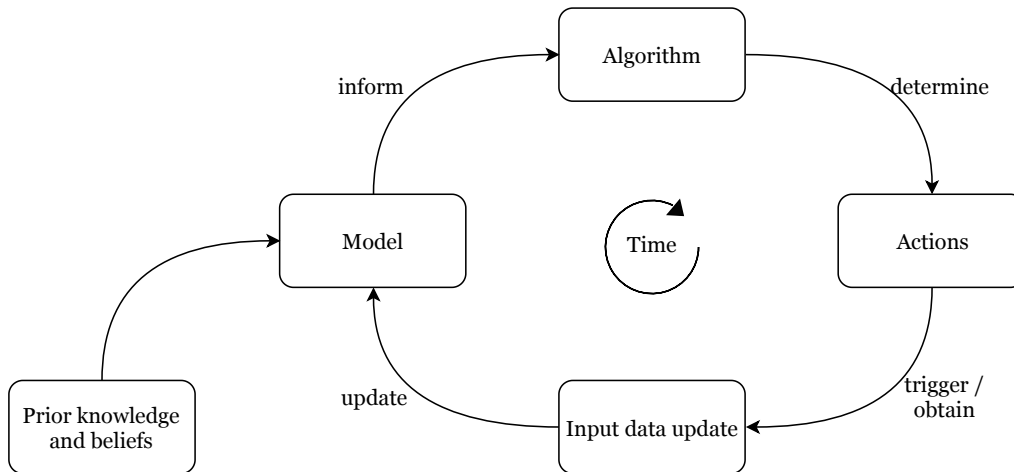 Algorithm
inform
determine
Model
Time
Actions
Prior knowledge
and beliefs
update
Input data update
trigger /
obtain